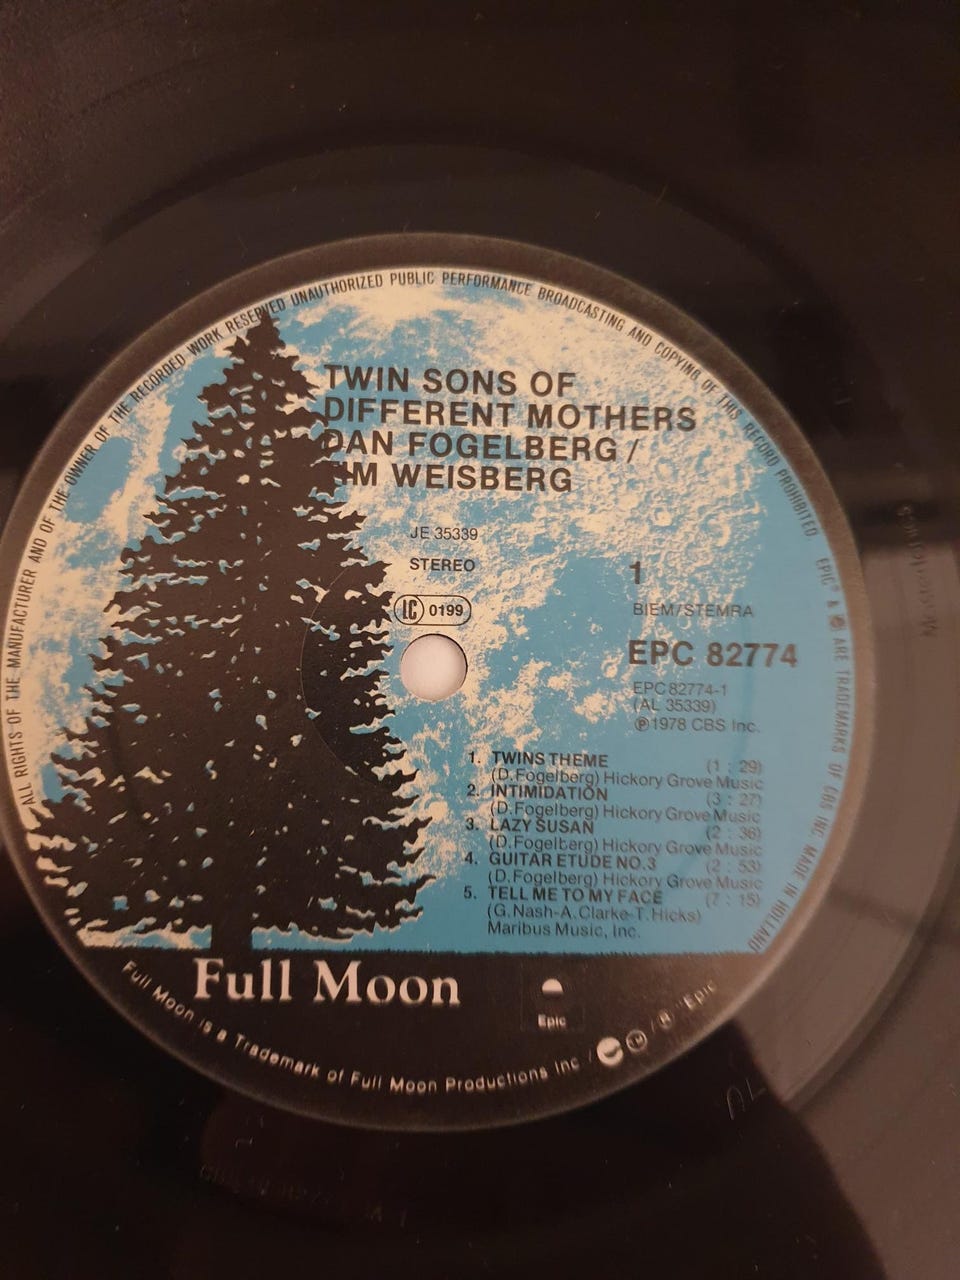 ALL RIGHTS OF THE MANUFACTURER AND OF THE OWNER OF THE RECORDED WORK RESERVED UNAUTHORIZED PUBLIC PERFORMANCE BROADCASTING AND COPYING OF THIS RECORD PROHIBITED EPIC® & ARE TRADEMARKS OF CBS INC. MADE IN HOLLAND
TWIN SONS OF
DIFFERENT MOTHERS
DAN FOGELBERG /
TIM WEISBERG
JE 35339
STEREO
LC 0199
1
BIEM/STEMRA
EPC 82774
EPC 82774-1
(AL 35339)
℗1978 CBS Inc.
1. TWINS THEME (1 : 29)
(D.Fogelberg) Hickory Grove Music
2. INTIMIDATION (3 : 27)
(D.Fogelberg) Hickory Grove Music
3. LAZY SUSAN (2 : 36)
(D.Fogelberg) Hickory Grove Music
4. GUITAR ETUDE NO.3 (2 : 53)
(D.Fogelberg) Hickory Grove Music
5. TELL ME TO MY FACE (7 : 15)
(G.Nash-A.Clarke-T.Hicks)
Maribus Music, Inc.
Full Moon
Epic
Full Moon is a Trademark of Full Moon Productions Inc / TM / ® "Epic